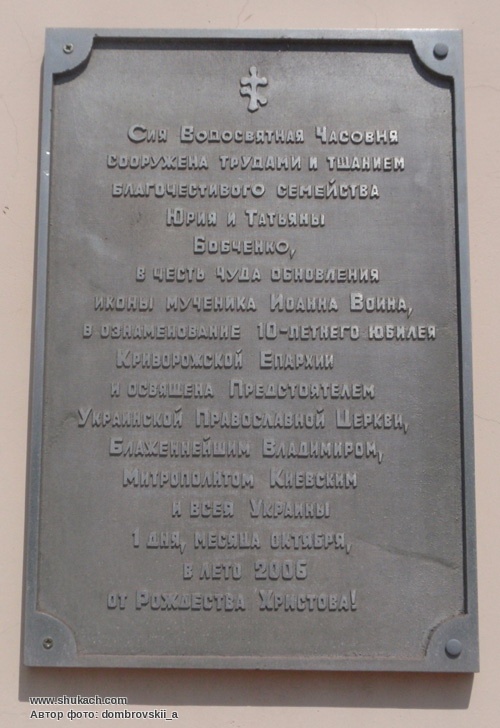 Сия Водосвятная Часовня
сооружена трудами и тщанием
благочестивого семейства
Юрия и Татьяны
Бобченко,
в честь чуда обновления
иконы мученика Иоанна Воина,
в ознаменование 10-летнего юбилея
Криворожской Епархии
и освящена Предстоятелем
Украинской Православной Церкви,
Блаженнейшим Владимиром,
Митрополитом Киевским
и всея Украины
1 дня, месяца октября,
в лето 2006
от Рождества Христова!
www.shukach.com
Автор фото: dombrovskii_a